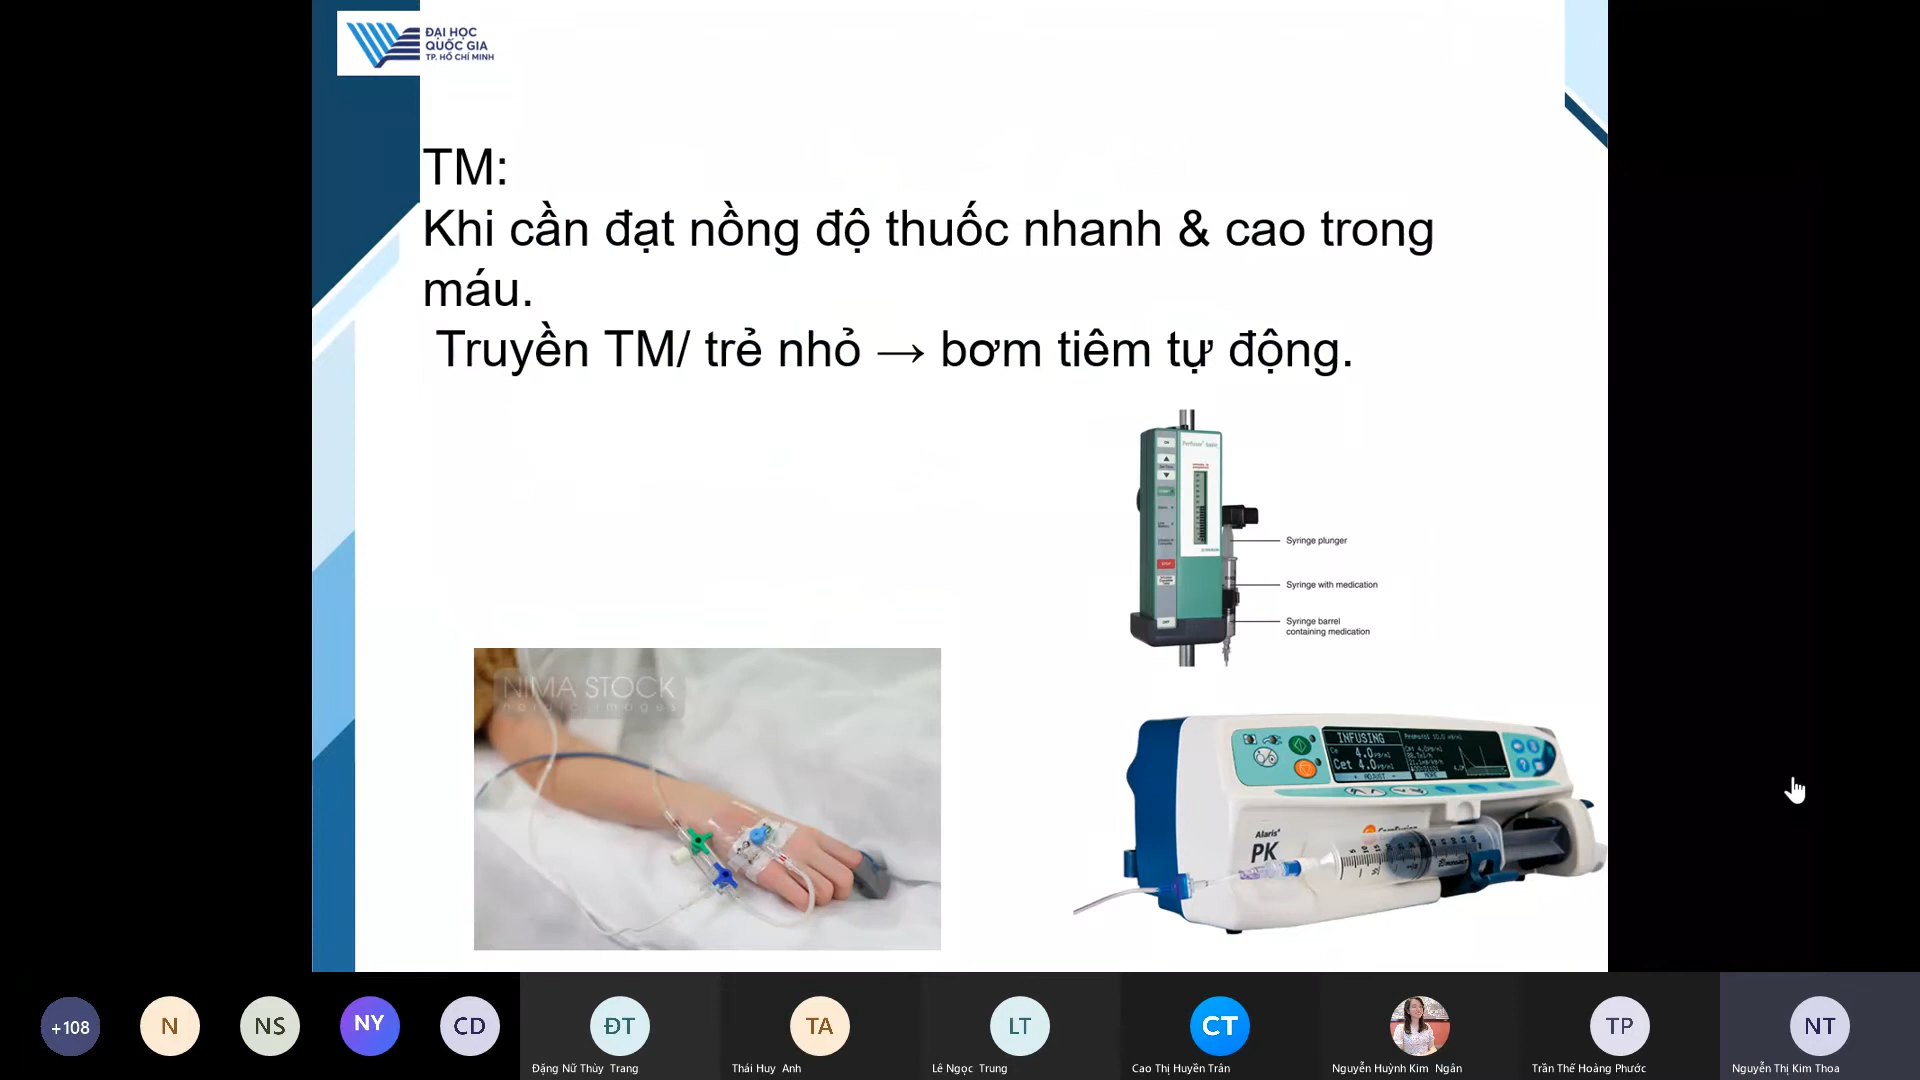 ĐẠI HỌC
QUỐC GIA
TP. HỒ CHÍ MINH
TM:
Khi cần đạt nồng độ thuốc nhanh & cao trong
máu.
Truyền TM/ trẻ nhỏ → bơm tiêm tự động.
Syringe plunger
Syringe with medication
Syringe barrel
containing medication
NIMA STOCK
nordic images
INFUSING
Ce 4.0
Cet 4.0
Alaris
PK
+108
N
NS
NY
CD
ĐT
TA
LT
CT
TP
NT
Đặng Nữ Thùy Trang
Thái Huy Anh
Lê Ngọc Trung
Cao Thị Huyền Trân
Nguyễn Huỳnh Kim Ngân
Trần Thế Hoàng Phước
Nguyễn Thị Kim Thoa